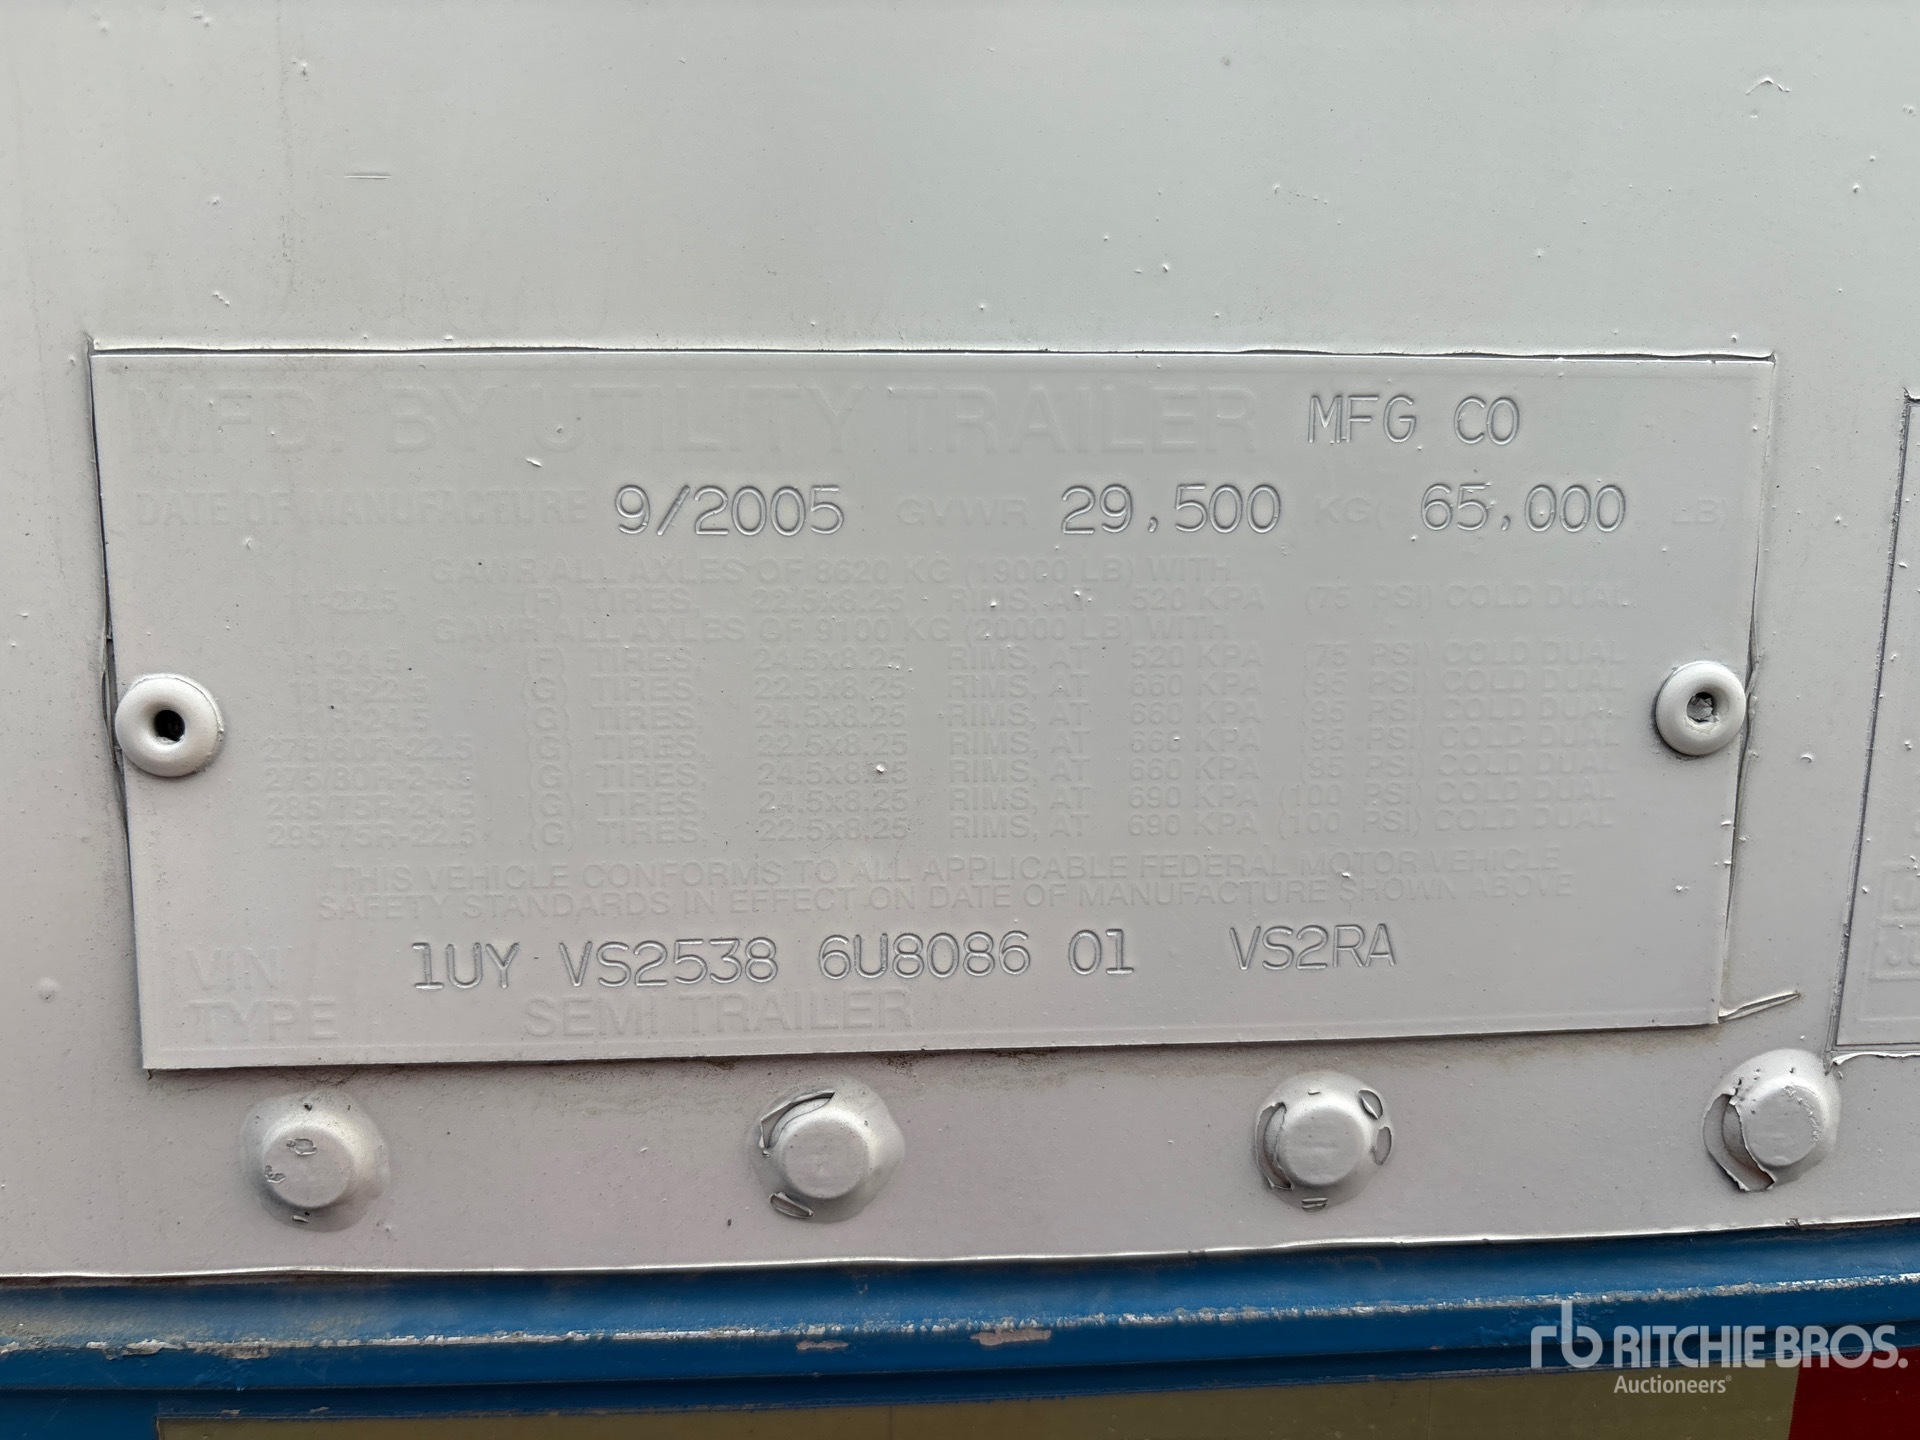 MFD. BY UTILITY TRAILER MFG CO
DATE OF MANUFACTURE 9/2005 GVWR 29,500 KG( 65,000 LB)
GAWR ALL AXLES OF 8620 KG (19000 LB) WITH
11-22.5 (F) TIRES, 22.5x8.25 RIMS, AT 520 KPA (75 PSI) COLD DUAL
GAWR ALL AXLES OF 9100 KG (20000 LB) WITH
11-24.5 (F) TIRES, 24.5x8.25 RIMS, AT 520 KPA (75 PSI) COLD DUAL
11R-22.5 (G) TIRES, 22.5x8.25 RIMS, AT 660 KPA (95 PSI) COLD DUAL
11R-24.5 (G) TIRES, 24.5x8.25 RIMS, AT 660 KPA (95 PSI) COLD DUAL
275/80R-22.5 (G) TIRES, 22.5x8.25 RIMS, AT 660 KPA (95 PSI) COLD DUAL
275/80R-24.5 (G) TIRES, 24.5x8.25 RIMS, AT 660 KPA (95 PSI) COLD DUAL
285/75R-24.5 (G) TIRES, 24.5x8.25 RIMS, AT 690 KPA (100 PSI) COLD DUAL
295/75R-22.5 (G) TIRES, 22.5x8.25 RIMS, AT 690 KPA (100 PSI) COLD DUAL
THIS VEHICLE CONFORMS TO ALL APPLICABLE FEDERAL MOTOR VEHICLE
SAFETY STANDARDS IN EFFECT ON DATE OF MANUFACTURE SHOWN ABOVE
VIN 1UY VS2538 6U8086 01 VS2RA
TYPE SEMI TRAILER
rb RITCHIE BROS.
Auctioneers